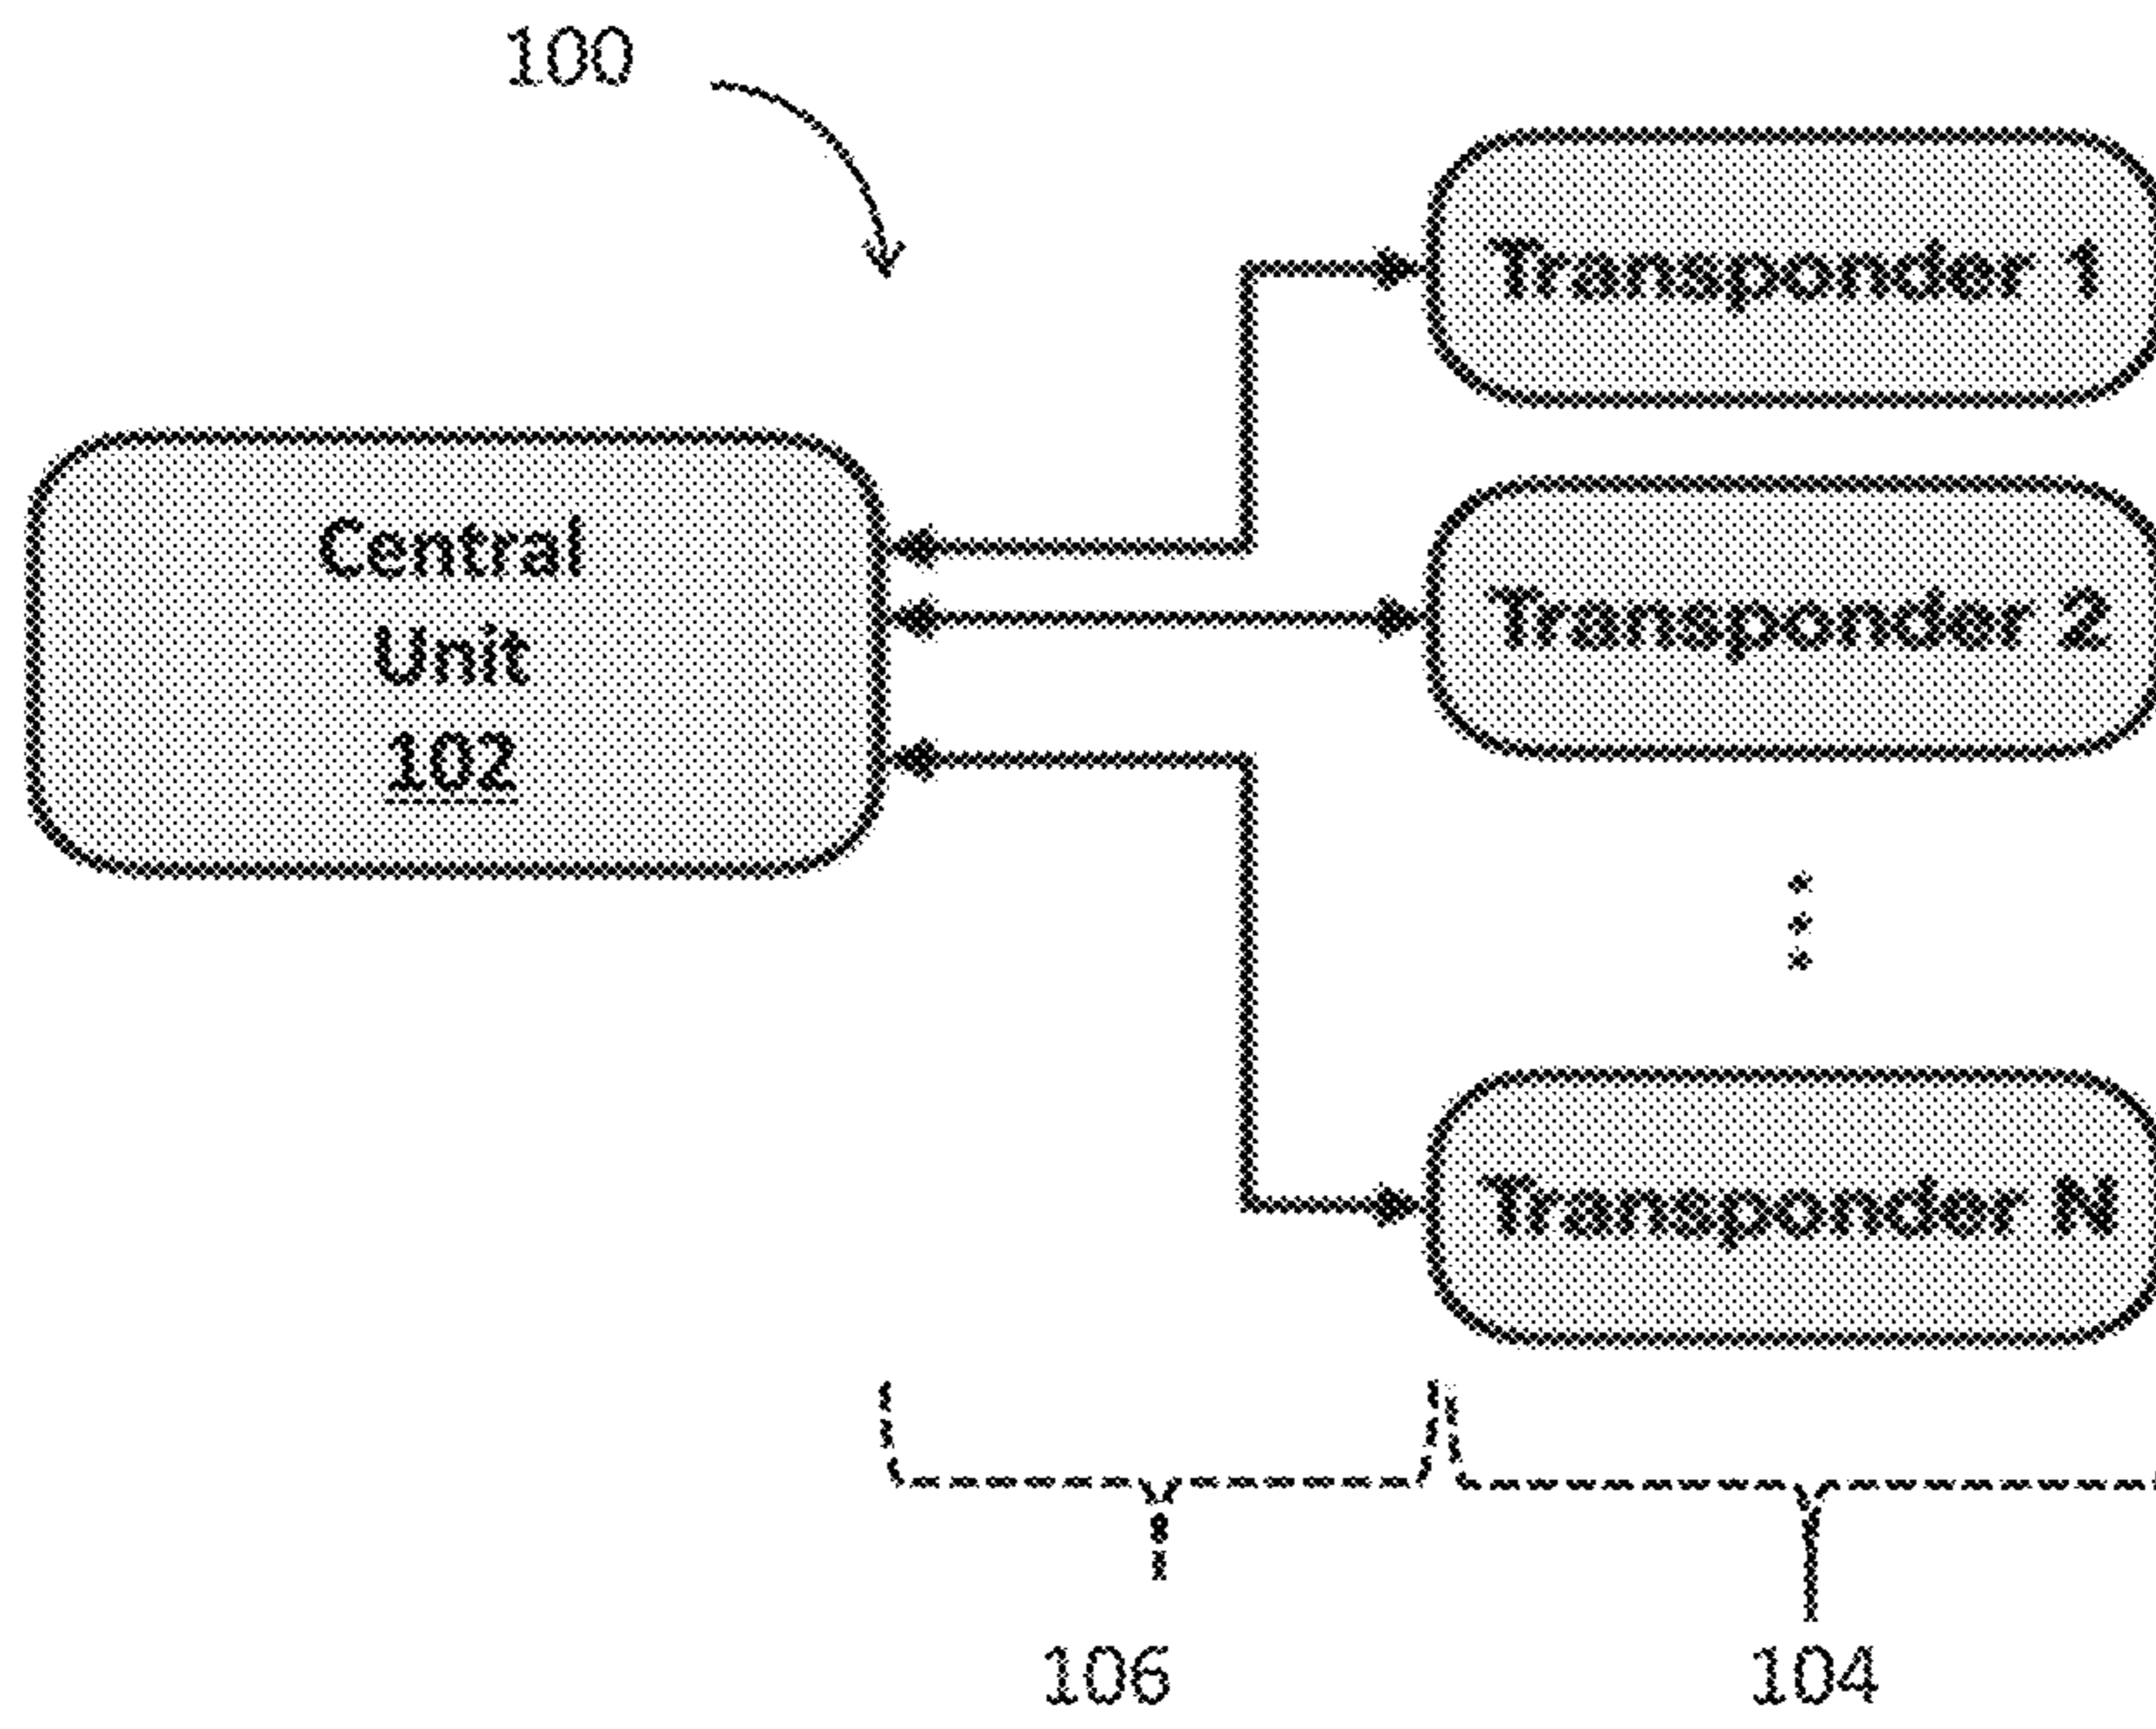 100
Transponder 1
Central
Unit
102
Transponder 2
Transponder N
106
104